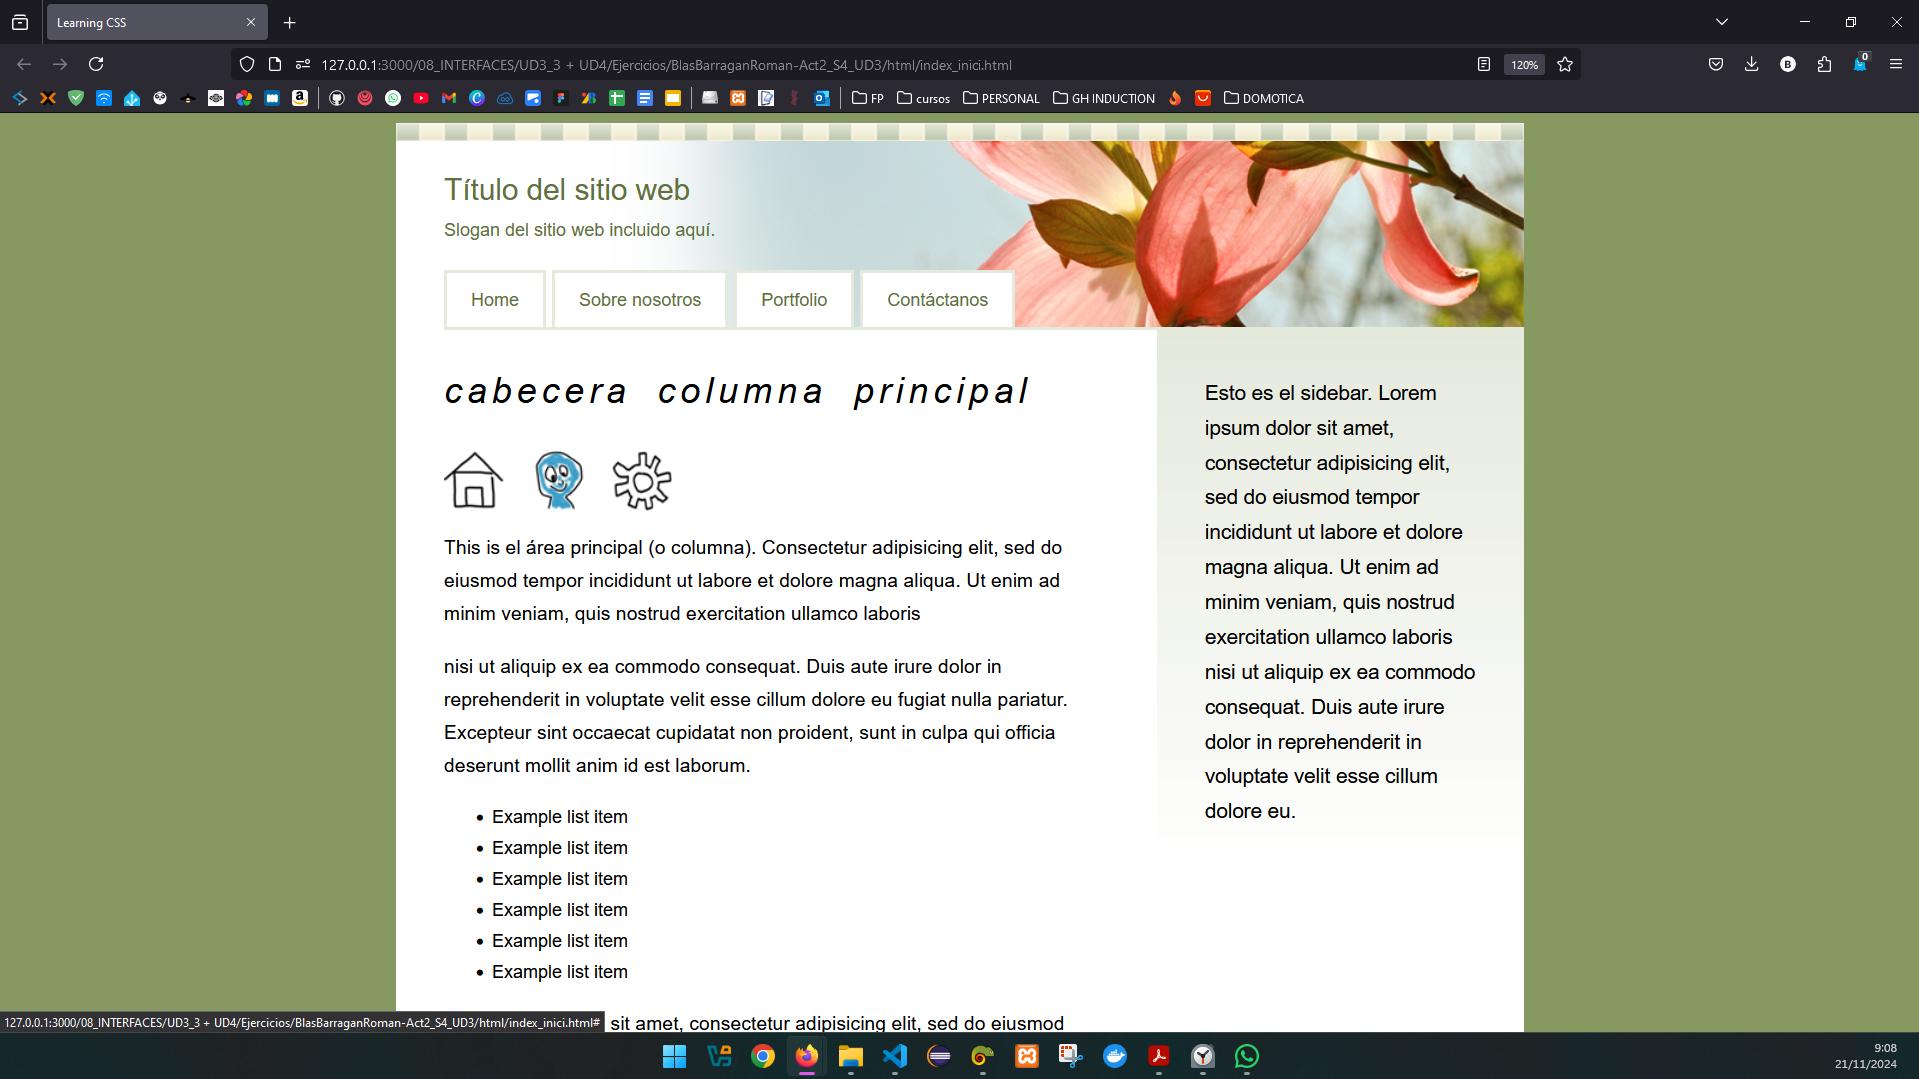 Learning CSS
127.0.0.1:3000/08_INTERFACES/UD3_3 + UD4/Ejercicios/BlasBarraganRoman-Act2_S4_UD3/html/index_inici.html
120%
B
0
FP
cursos
PERSONAL
GH INDUCTION
DOMOTICA
Título del sitio web
Slogan del sitio web incluido aquí.
Home
Sobre nosotros
Portfolio
Contáctanos
cabecera columna principal
This is el área principal (o columna). Consectetur adipisicing elit, sed do
eiusmod tempor incididunt ut labore et dolore magna aliqua. Ut enim ad
minim veniam, quis nostrud exercitation ullamco laboris
nisi ut aliquip ex ea commodo consequat. Duis aute irure dolor in
reprehenderit in voluptate velit esse cillum dolore eu fugiat nulla pariatur.
Excepteur sint occaecat cupidatat non proident, sunt in culpa qui officia
deserunt mollit anim id est laborum.
Example list item
Example list item
Example list item
Example list item
Example list item
Example list item
sit amet, consectetur adipisicing elit, sed do eiusmod
Esto es el sidebar. Lorem
ipsum dolor sit amet,
consectetur adipisicing elit,
sed do eiusmod tempor
incididunt ut labore et dolore
magna aliqua. Ut enim ad
minim veniam, quis nostrud
exercitation ullamco laboris
nisi ut aliquip ex ea commodo
consequat. Duis aute irure
dolor in reprehenderit in
voluptate velit esse cillum
dolore eu.
127.0.0.1:3000/08_INTERFACES/UD3_3 + UD4/Ejercicios/BlasBarraganRoman-Act2_S4_UD3/html/index_inici.html#
9:08
21/11/2024